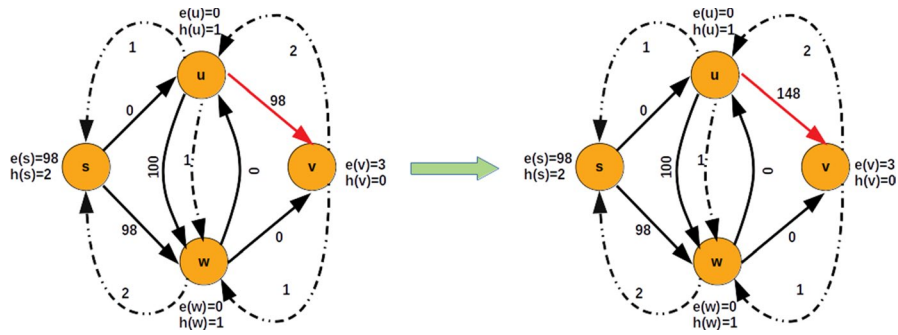 e(u)=0
h(u)=1
1
2
u
0
98
e(s)=98
h(s)=2
s
100
1
0
v
e(v)=3
h(v)=0
98
0
w
2
1
e(w)=0
h(w)=1
e(u)=0
h(u)=1
1
2
u
0
148
e(s)=98
h(s)=2
s
100
1
0
v
e(v)=3
h(v)=0
98
0
w
2
1
e(w)=0
h(w)=1